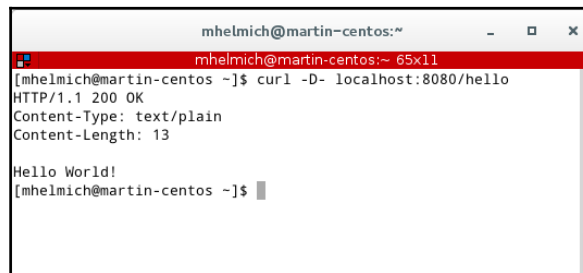 mhelmich@martin-centos:~
mhelmich@martin-centos:~ 65x11
[mhelmich@martin-centos ~]$ curl -D- localhost:8080/hello
HTTP/1.1 200 OK
Content-Type: text/plain
Content-Length: 13

Hello World!
[mhelmich@martin-centos ~]$